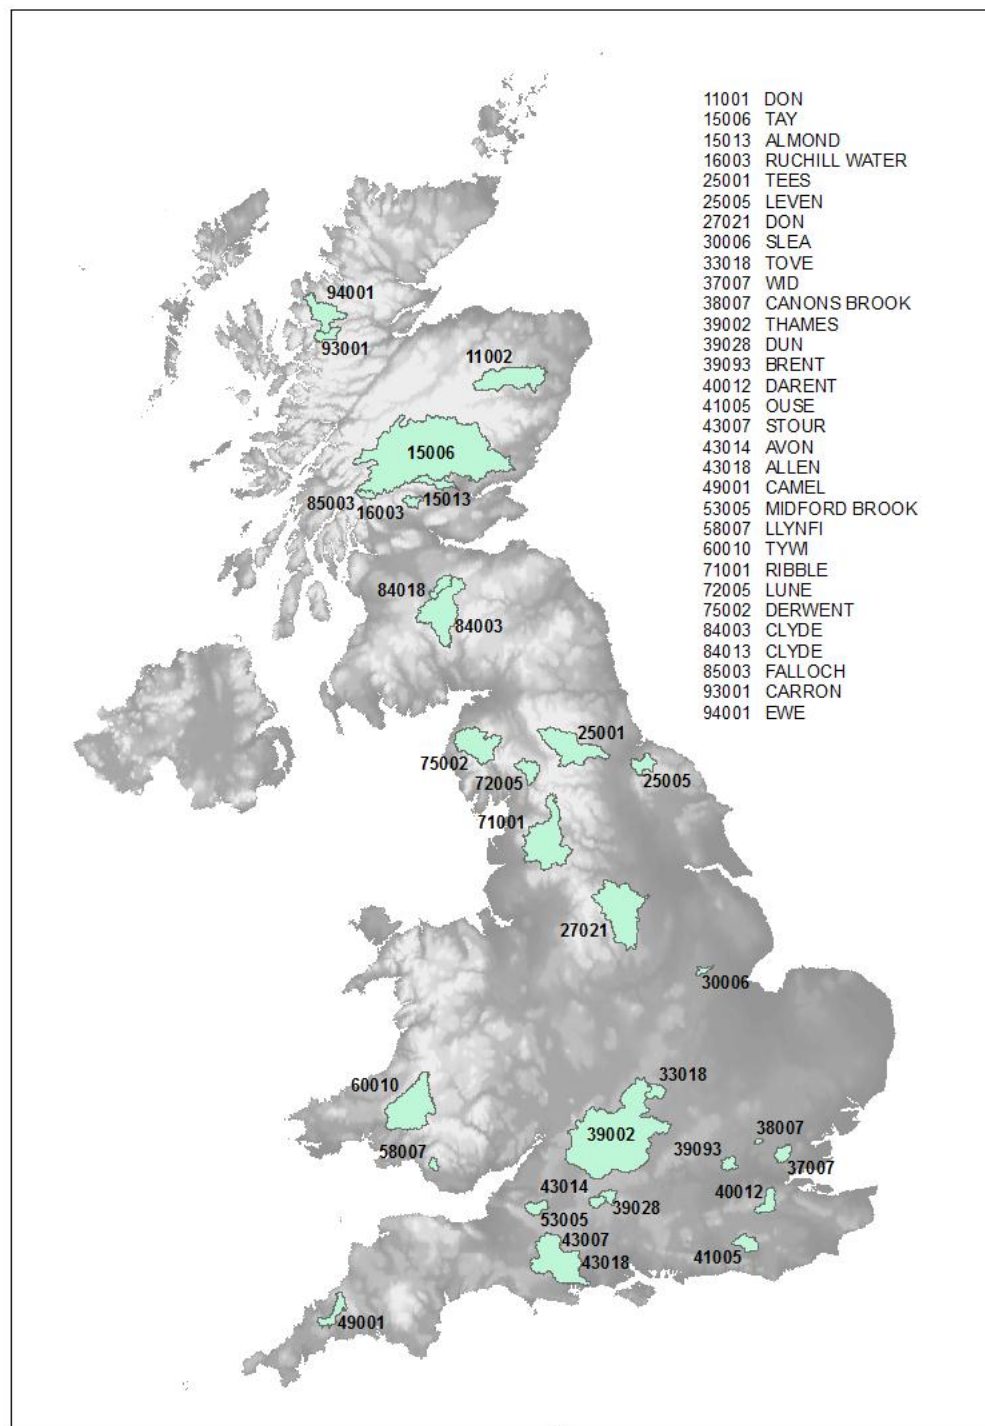 11001 DON
15006 TAY
15013 ALMOND
16003 RUCHILL WATER
25001 TEES
25005 LEVEN
27021 DON
30006 SLEA
33018 TOVE
37007 WID
38007 CANONS BROOK
39002 THAMES
39028 DUN
39093 BRENT
40012 DARENT
41005 OUSE
43007 STOUR
43014 AVON
43018 ALLEN
49001 CAMEL
53005 MIDFORD BROOK
58007 LLYNFI
60010 TYWI
71001 RIBBLE
72005 LUNE
75002 DERWENT
84003 CLYDE
84013 CLYDE
85003 FALLOCH
93001 CARRON
94001 EWE
94001
93001
11002
15006
85003
15013
16003
84018
84003
25001
75002
72005
25005
71001
27021
30006
33018
60010
38007
39002
39093
58007
37007
43014
40012
39028
53005
43007
41005
43018
49001